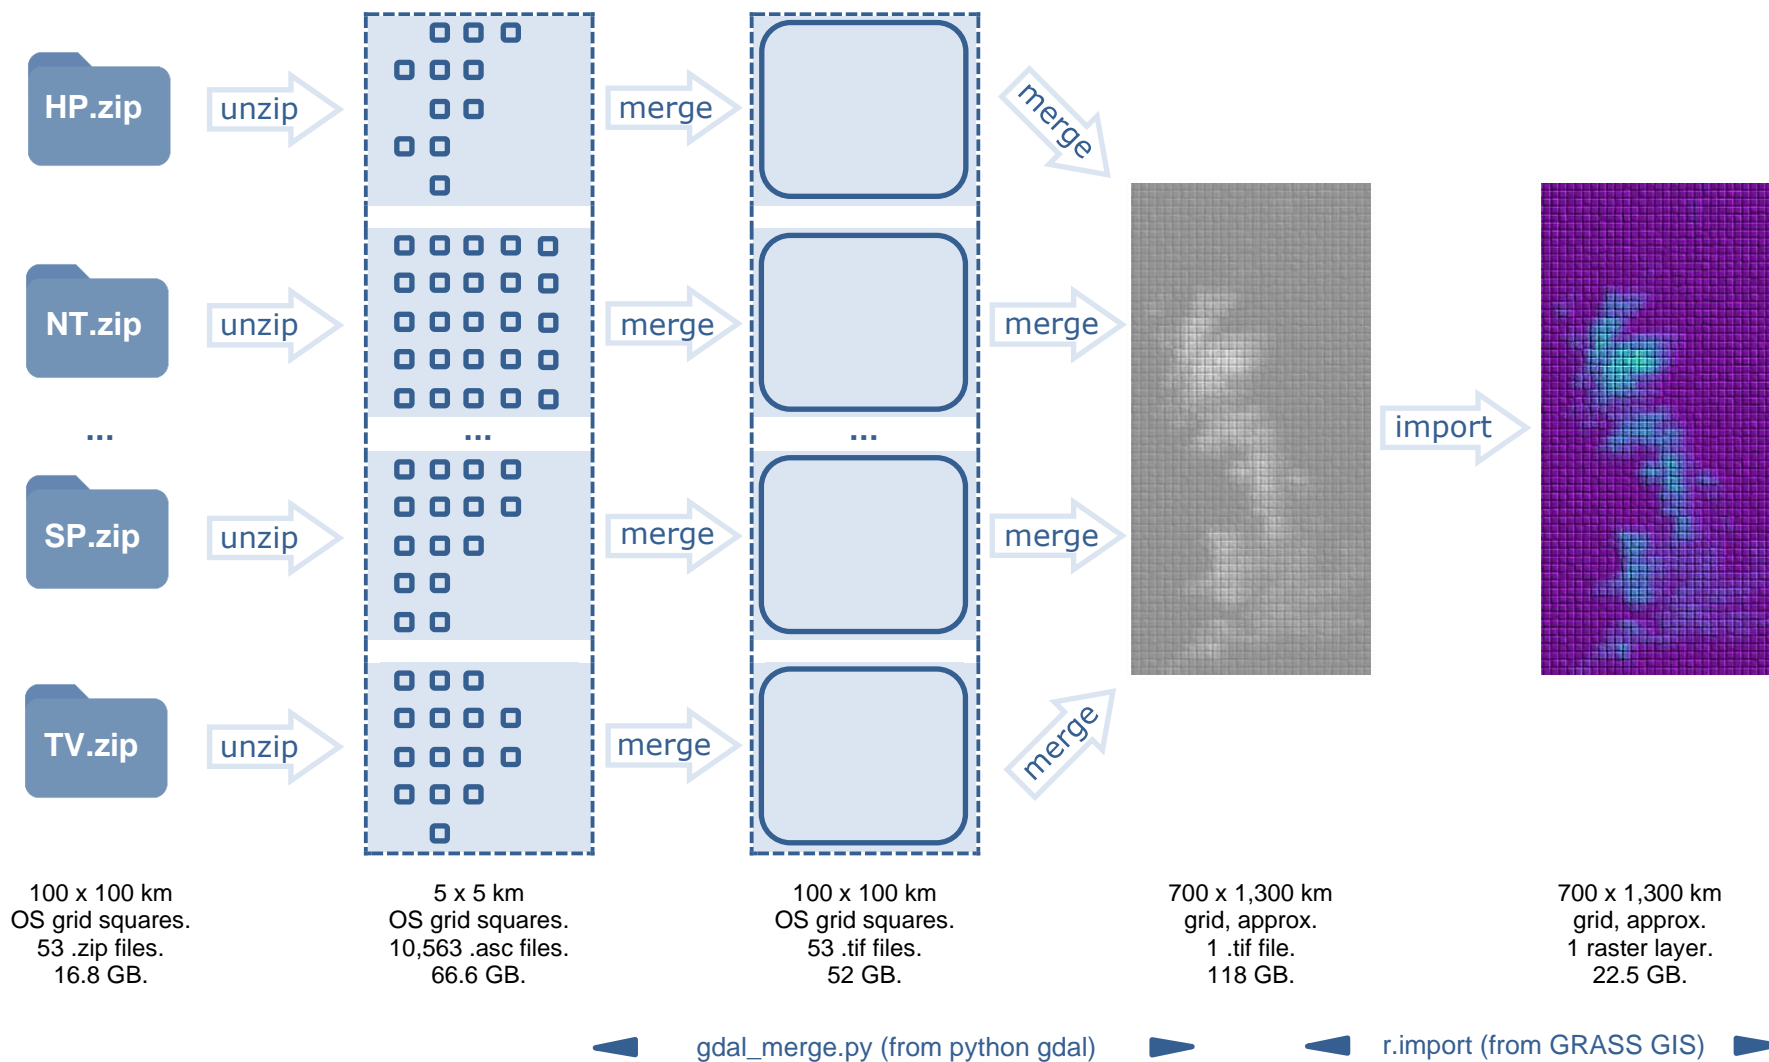 HP.zip
unzip
merge
merge
NT.zip
unzip
merge
merge
import
...
...
...
SP.zip
unzip
merge
merge
TV.zip
unzip
merge
merge
100 x 100 km
OS grid squares.
53 .zip files.
16.8 GB.
5 x 5 km
OS grid squares.
10,563 .asc files.
66.6 GB.
100 x 100 km
OS grid squares.
53 .tif files.
52 GB.
700 x 1,300 km
grid, approx.
1 .tif file.
118 GB.
700 x 1,300 km
grid, approx.
1 raster layer.
22.5 GB.
gdal_merge.py (from python gdal)
r.import (from GRASS GIS)